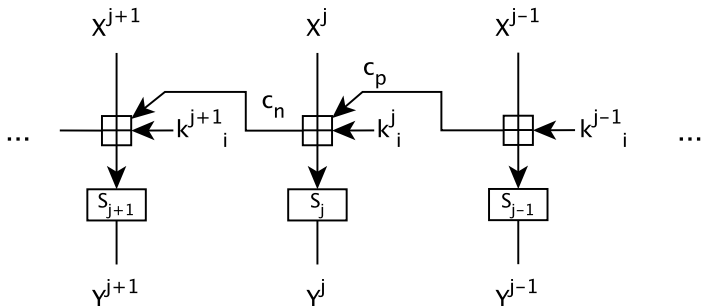 X^{j+1} X^j X^{j-1}
c_p
c_n
... k^{j+1}_i k^j_i k^{j-1}_i ...
S_{j+1} S_j S_{j-1}
Y^{j+1} Y^j Y^{j-1}